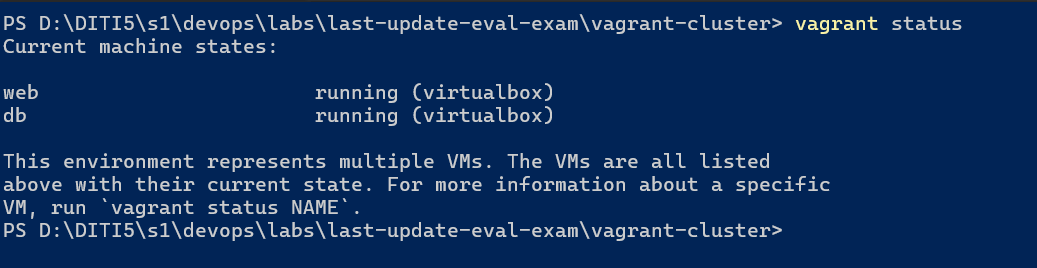 PS D:\DITI5\s1\devops\labs\last-update-eval-exam\vagrant-cluster> vagrant status
Current machine states:
web                       running (virtualbox)
db                        running (virtualbox)
This environment represents multiple VMs. The VMs are all listed
above with their current state. For more information about a specific
VM, run `vagrant status NAME`.
PS D:\DITI5\s1\devops\labs\last-update-eval-exam\vagrant-cluster>